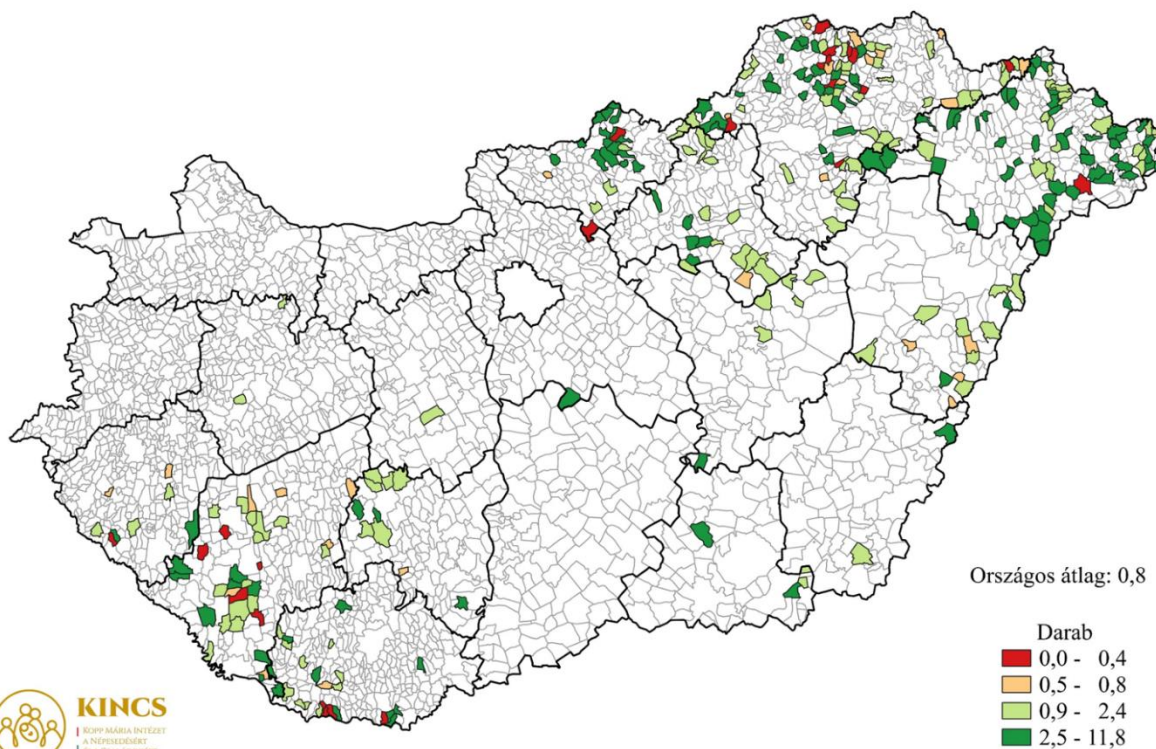 Országos átlag: 0,8
Darab
0,0 - 0,4
0,5 - 0,8
0,9 - 2,4
2,5 - 11,8
KINCS
KOPP MÁRIA INTÉZET
A NÉPESEDÉSÉRT